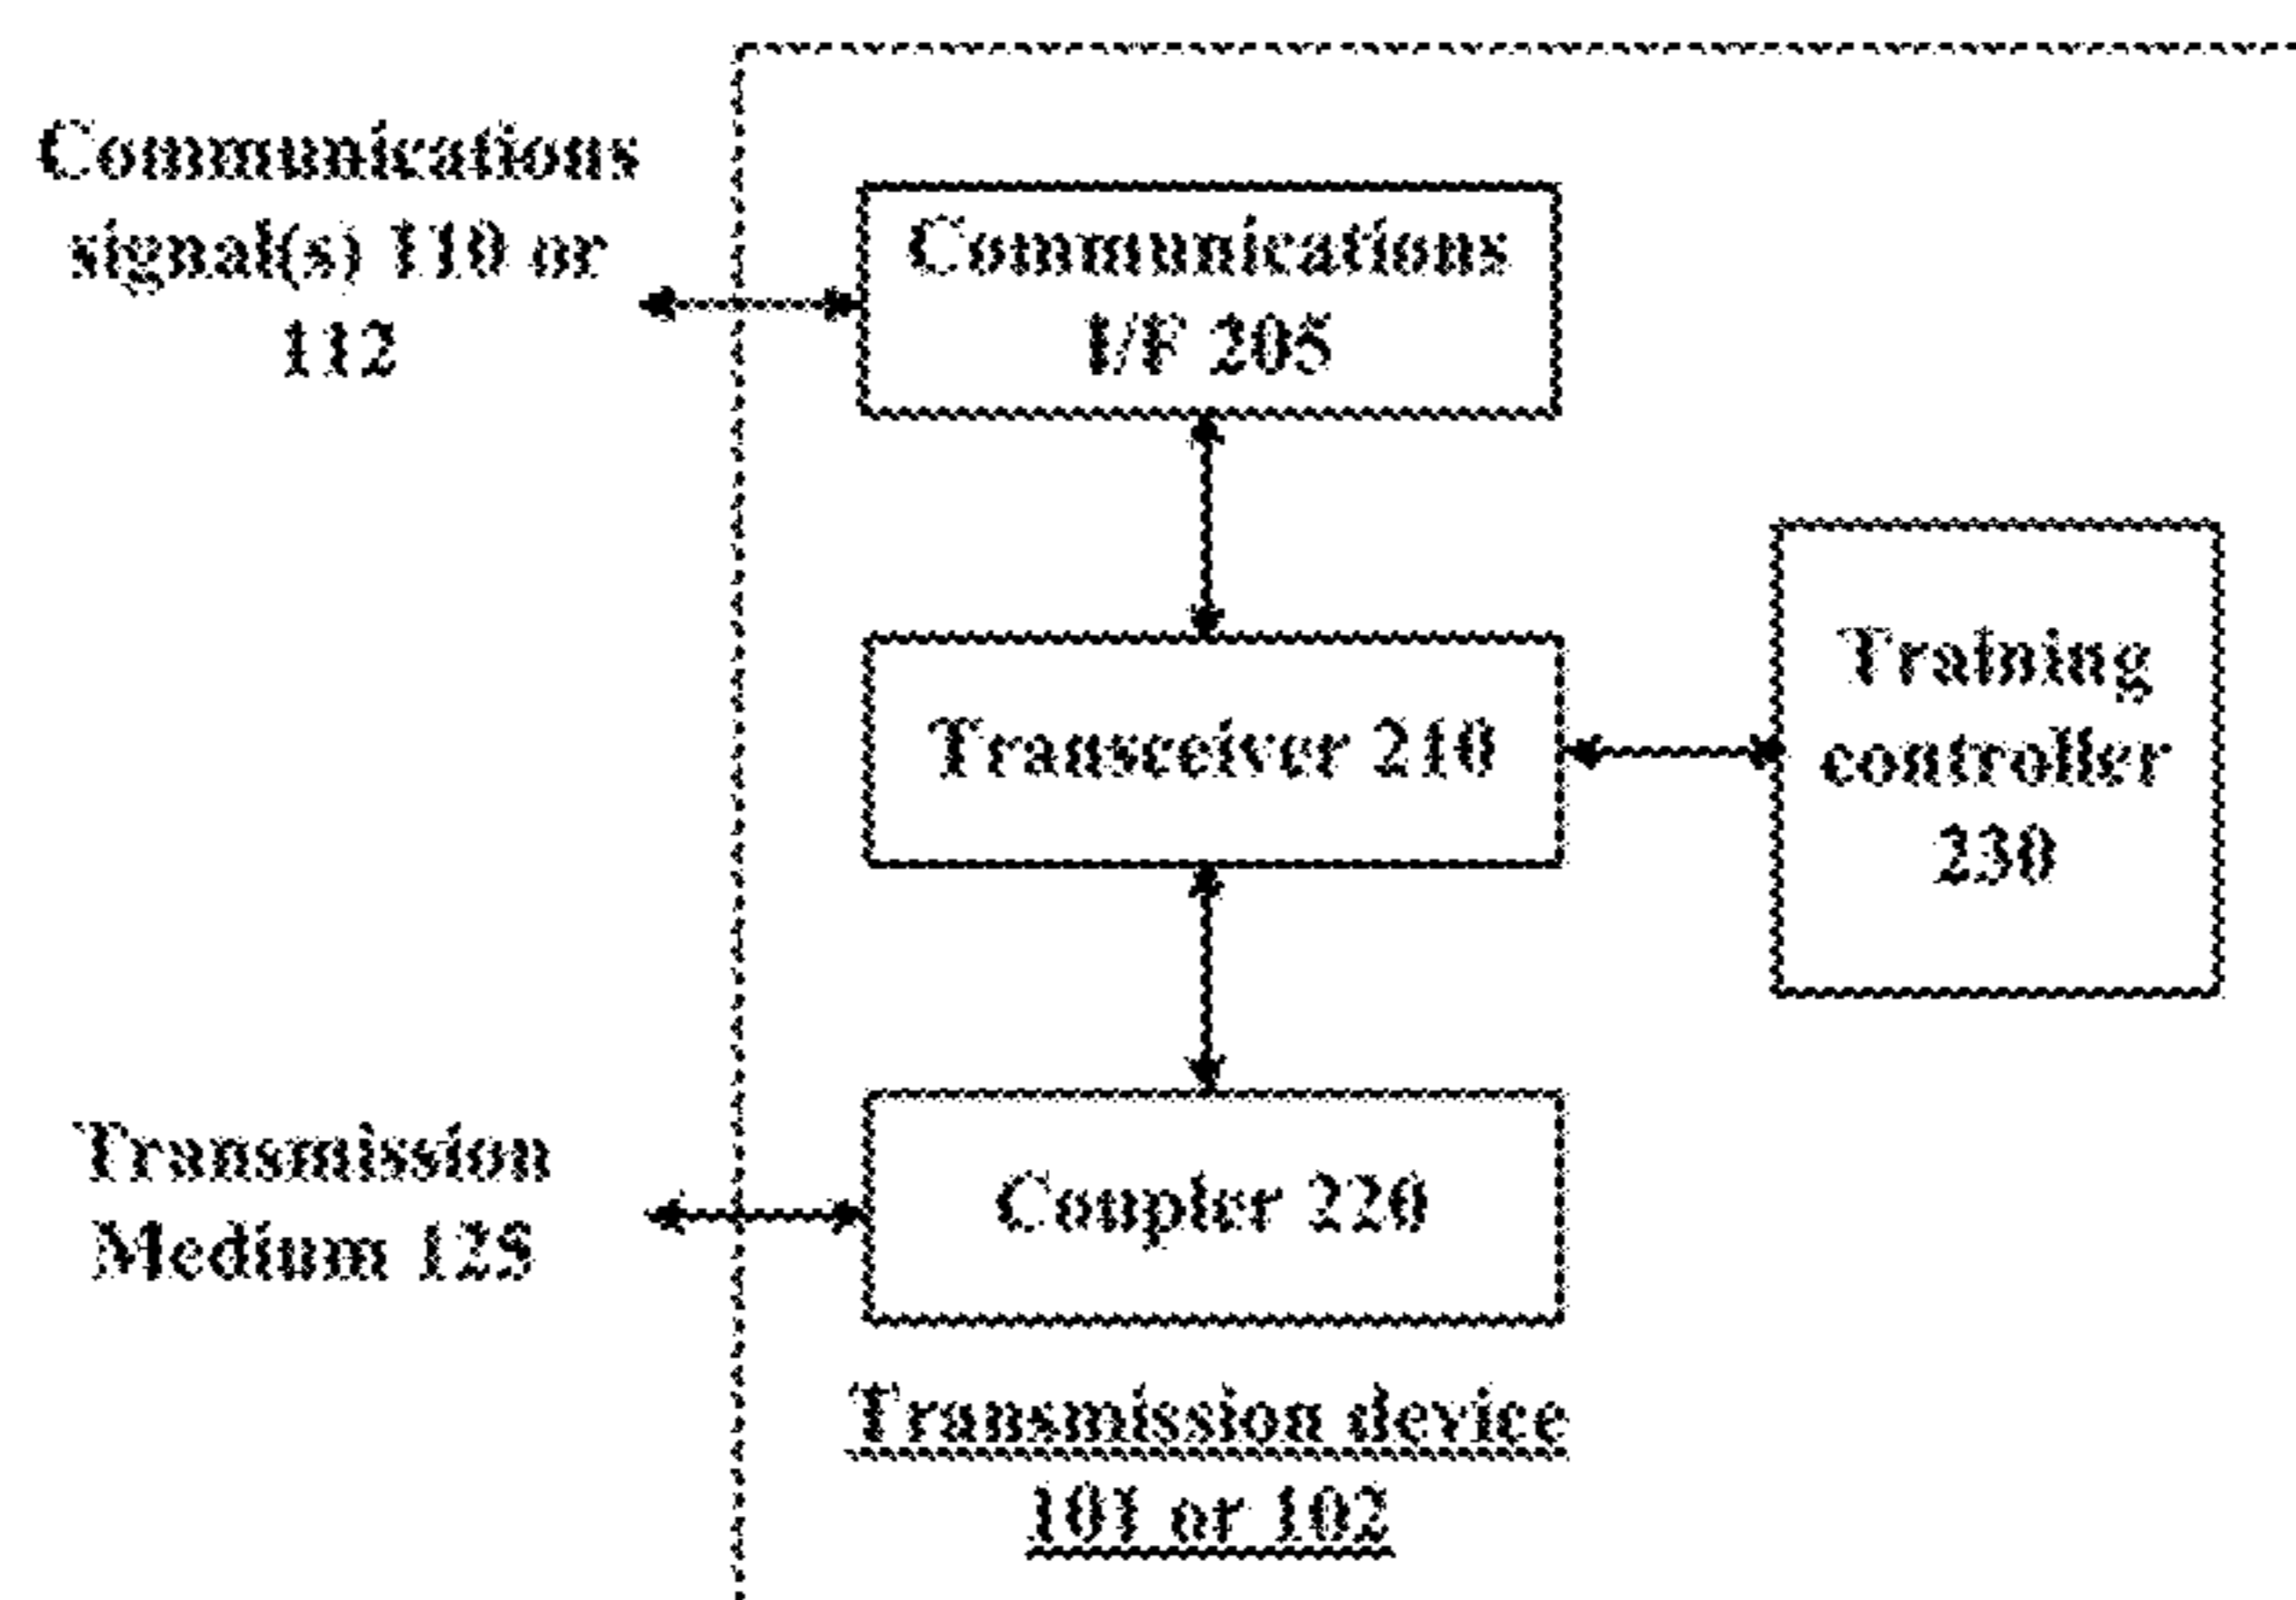 Communications
signal(s) 110 or
112
Communications
I/F 205
Transceiver 210
Training
controller
230
Coupler 220
Transmission
Medium 125
Transmission device
101 or 102